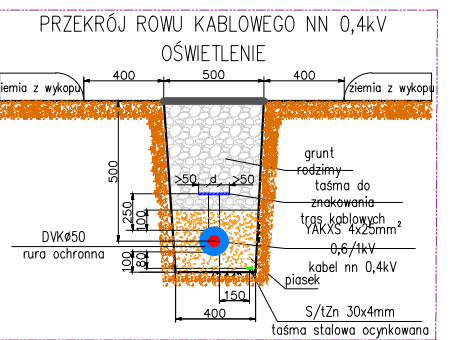 PRZEKRÓJ ROWU KABLOWEGO NN 0,4kV
OŚWIETLENIE
400 500 400
ziemia z wykopu
ziemia z wykopu
grunt
rodzimy
500
>50 d >50
taśma do
znakowania
tras kablowych
250
100
YAKXS 4x25mm²
0,6/1kV
kabel nn 0,4kV
DVKø50
rura ochronna
100
80
piasek
150
400
S/tZn 30x4mm
taśma stalowa ocynkowana